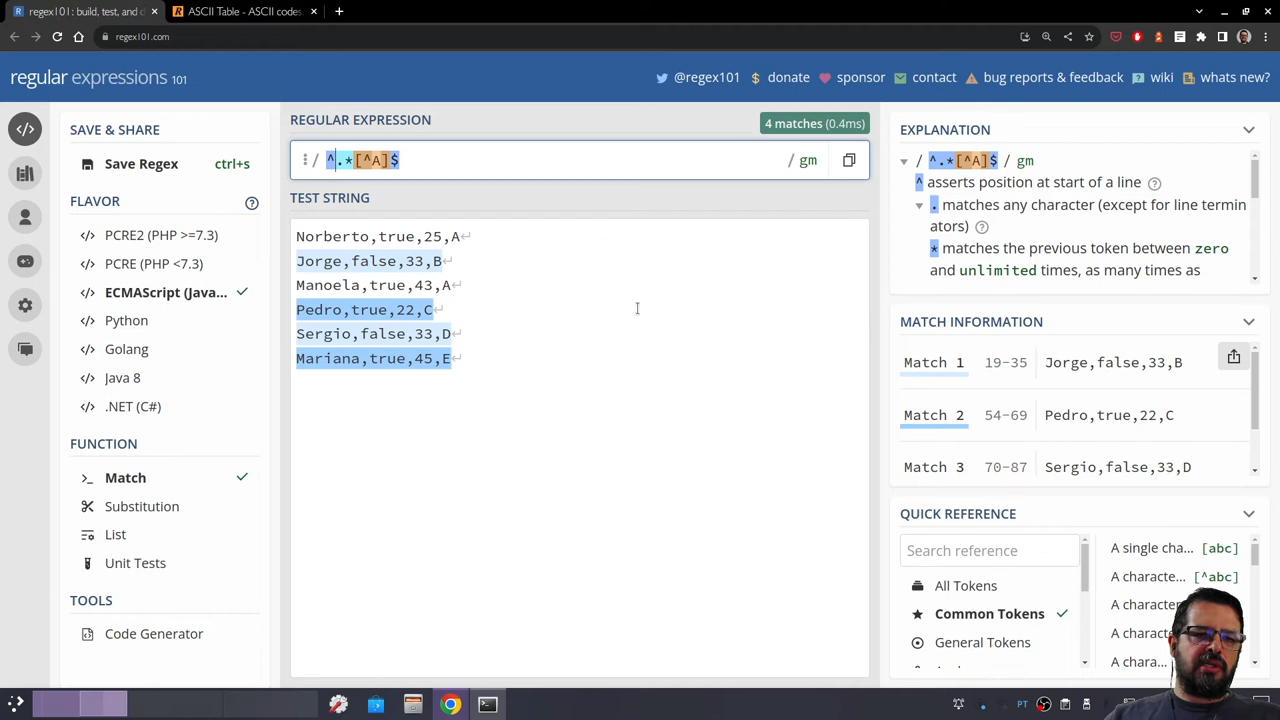 regex101: build, test, and d
ASCII Table - ASCII codes,
regex101.com
regular expressions 101
@regex101
donate
sponsor
contact
bug reports & feedback
wiki
whats new?
SAVE & SHARE
Save Regex
ctrl+s
FLAVOR
PCRE2 (PHP >=7.3)
PCRE (PHP <7.3)
ECMAScript (Java...
Python
Golang
Java 8
.NET (C#)
FUNCTION
Match
Substitution
List
Unit Tests
TOOLS
Code Generator
REGULAR EXPRESSION
4 matches (0.4ms)
/ ^.*[^A]$
/ gm
TEST STRING
Norberto,true,25,A
Jorge,false,33,B
Manoela,true,43,A
Pedro,true,22,C
Sergio,false,33,D
Mariana,true,45,E
EXPLANATION
/ ^.*[^A]$ / gm
^ asserts position at start of a line
. matches any character (except for line termin
ators)
* matches the previous token between zero
and unlimited times, as many times as
MATCH INFORMATION
Match 1 19-35 Jorge,false,33,B
Match 2 54-69 Pedro,true,22,C
Match 3 70-87 Sergio,false,33,D
QUICK REFERENCE
Search reference
All Tokens
Common Tokens
General Tokens
A single cha... [abc]
A characte... [^abc]
A characte...
A charact
A chara...
PT